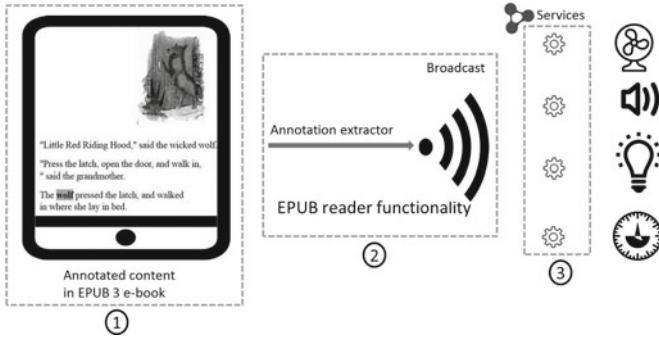 "Little Red Riding Hood," said the wicked wolf.
"Press the latch, open the door, and walk in,
" said the grandmother.
The wolf pressed the latch, and walked
in where she lay in bed.
Annotated content
in EPUB 3 e-book
1
Broadcast
Annotation extractor
EPUB reader functionality
2
Services
3